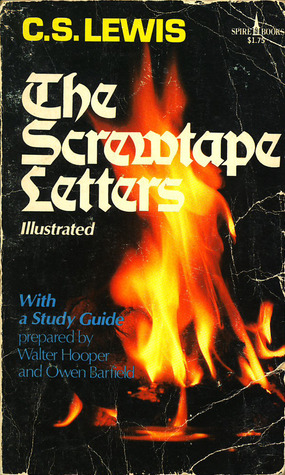 C.S. LEWIS
SPIRE BOOKS
$1.75
The
Screwtape
Letters
Illustrated
With
a Study Guide
prepared by
Walter Hooper
and Owen Barfield